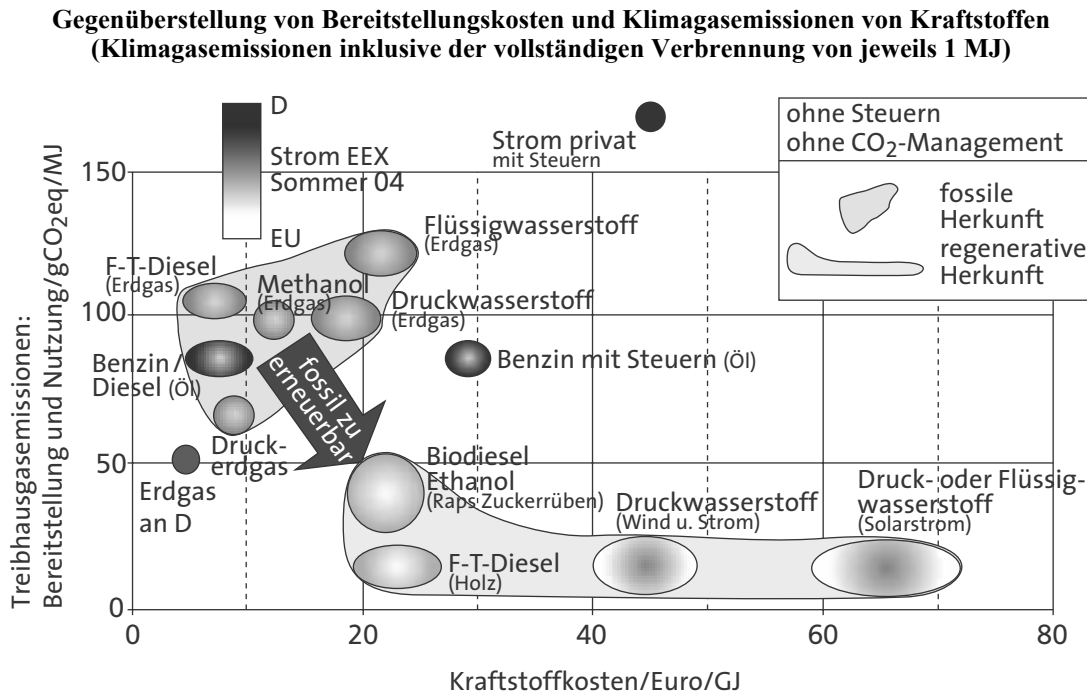 Gegenüberstellung von Bereitstellungskosten und Klimagasemissionen von Kraftstoffen
(Klimagasemissionen inklusive der vollständigen Verbrennung von jeweils 1 MJ)
D
Strom EEX
Sommer 04
EU
Strom privat
mit Steuern
ohne Steuern
ohne CO₂-Management
fossile
Herkunft
regenerative
Herkunft
Treibhausgasemissionen:
Bereitstellung und Nutzung/gCO₂eq/MJ
150
100
50
0
Flüssigwasserstoff
(Erdgas)
F-T-Diesel
(Erdgas)
Methanol
(Erdgas)
Druckwasserstoff
(Erdgas)
Benzin/
Diesel (Öl)
Benzin mit Steuern (Öl)
fossil zu
erneuerbar
Druck-
erdgas
Erdgas
an D
Biodiesel
Ethanol
(Raps Zuckerrüben)
Druckwasserstoff
(Wind u. Strom)
Druck- oder Flüssig-
wasserstoff
(Solarstrom)
F-T-Diesel
(Holz)
0
20
40
60
80
Kraftstoffkosten/Euro/GJ